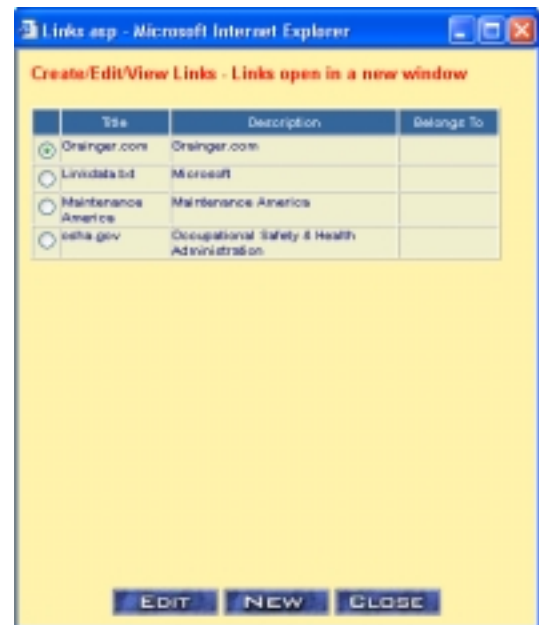 Links asp - Microsoft Internet Explorer
Create/Edit/View Links - Links open in a new window
Title Description Belongs To
Grainger.com Grainger.com
Linkdata.txt Microsoft
Maintenance Maintenance America
America
osha.gov Occupational Safety & Health
Administration
EDIT NEW CLOSE